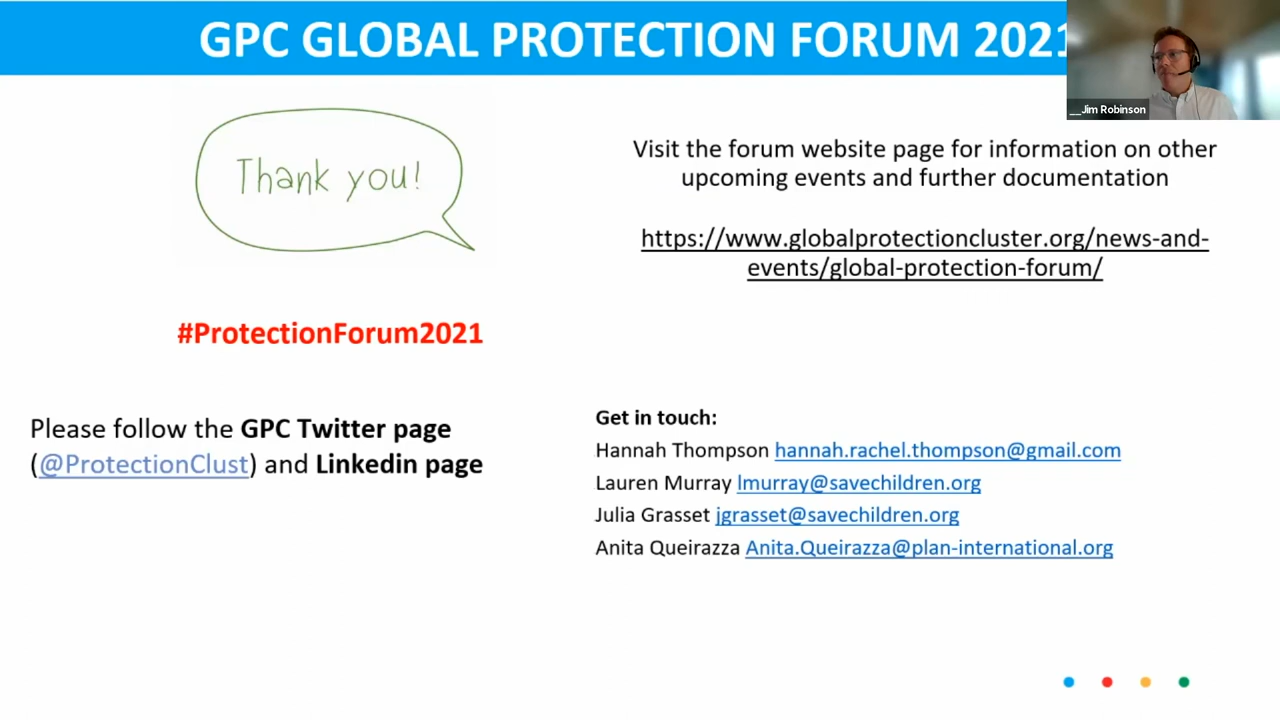 GPC GLOBAL PROTECTION FORUM 2021
__Jim Robinson
Thank you!
Visit the forum website page for information on other
upcoming events and further documentation
https://www.globalprotectioncluster.org/news-and-
events/global-protection-forum/
#ProtectionForum2021
Please follow the GPC Twitter page
(@ProtectionClust) and Linkedin page
Get in touch:
Hannah Thompson hannah.rachel.thompson@gmail.com
Lauren Murray lmurray@savechildren.org
Julia Grasset jgrasset@savechildren.org
Anita Queirazza Anita.Queirazza@plan-international.org